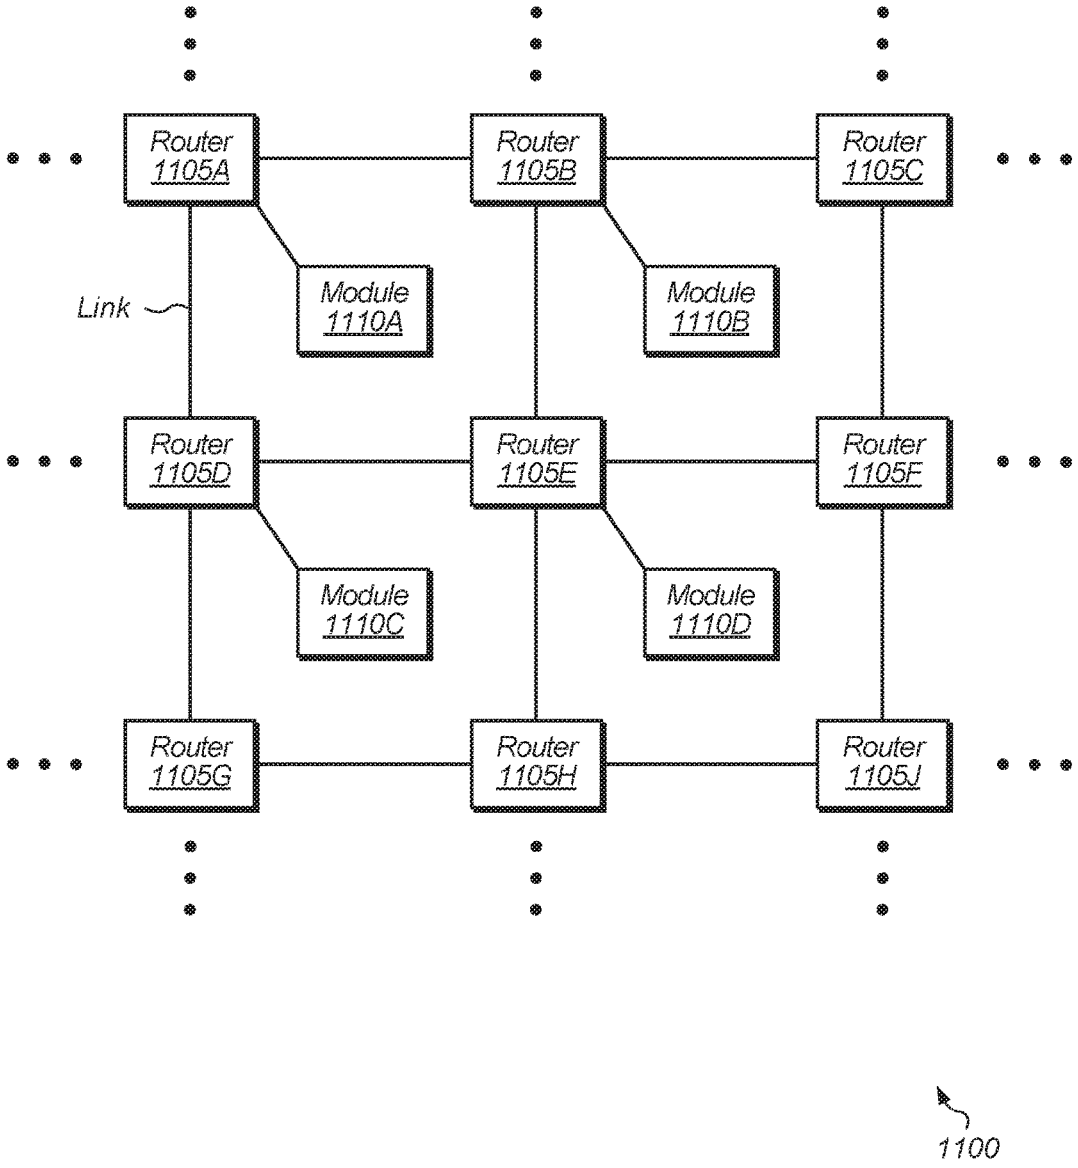 Router
1105A
Router
1105B
Router
1105C
Link
Module
1110A
Module
1110B
Router
1105D
Router
1105E
Router
1105F
Module
1110C
Module
1110D
Router
1105G
Router
1105H
Router
1105J
1100